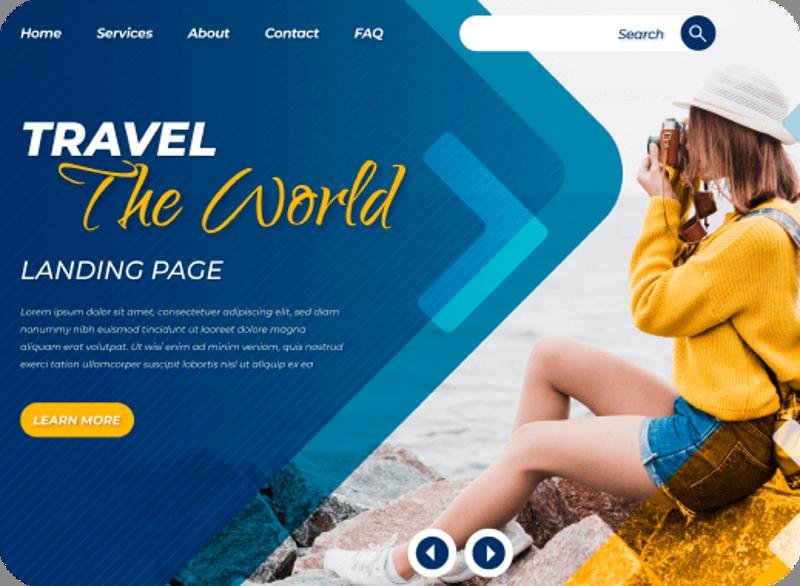 Home Services About Contact FAQ Search
TRAVEL
The World
LANDING PAGE
Lorem ipsum dolor sit amet, consectetuer adipiscing elit, sed diam
nonummy nibh euismod tincidunt ut laoreet dolore magna
aliquam erat volutpat. Ut wisi enim ad minim veniam, quis nostrud
exerci tation ullamcorper suscipit lobortis nisl ut aliquip ex ea
LEARN MORE